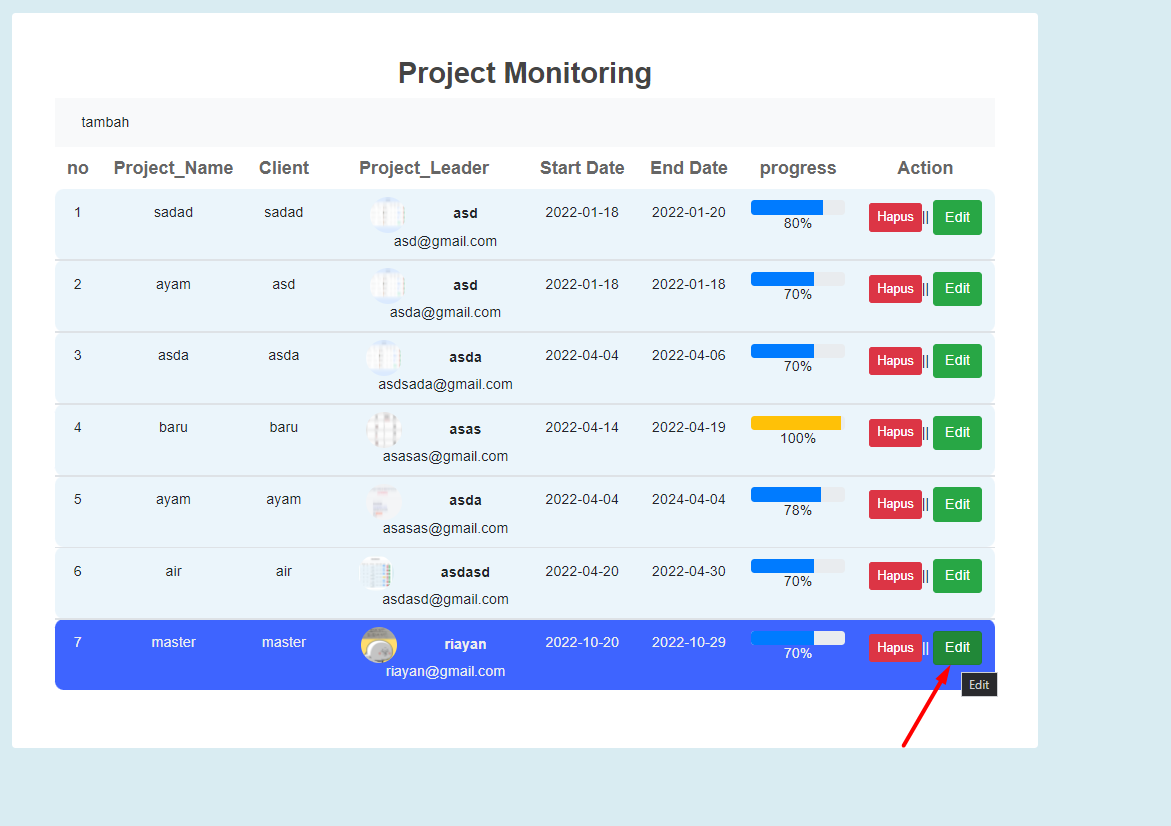 Project Monitoring
tambah
no Project_Name Client Project_Leader Start Date End Date progress Action
1 sadad sadad asd 2022-01-18 2022-01-20 Hapus || Edit
80%
asd@gmail.com
2 ayam asd asd 2022-01-18 2022-01-18 Hapus || Edit
70%
asda@gmail.com
3 asda asda asda 2022-04-04 2022-04-06 Hapus || Edit
70%
asdsada@gmail.com
4 baru baru asas 2022-04-14 2022-04-19 Hapus || Edit
100%
asasas@gmail.com
5 ayam ayam asda 2022-04-04 2024-04-04 Hapus || Edit
78%
asasas@gmail.com
6 air air asdasd 2022-04-20 2022-04-30 Hapus || Edit
70%
asdasd@gmail.com
7 master master riayan 2022-10-20 2022-10-29 Hapus || Edit
70%
riayan@gmail.com
Edit